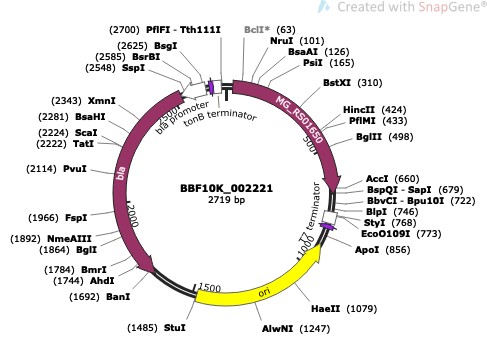 Created with SnapGene®
(2700) PflFI - Tth111I
BclI* (63)
(2625) BsgI
NruI (101)
(2585) BsrBI
BsaAI (126)
(2548) SspI
PsiI (165)
BstXI (310)
(2343) XmnI
HincII (424)
(2281) BsaHI
PflMI (433)
(2224) ScaI
BglII (498)
(2222) TatI
(2114) PvuI
AccI (660)
BspQI - SapI (679)
BbvCI - Bpu10I (722)
BlpI (746)
StyI (768)
EcoO109I (773)
ApoI (856)
(1966) FspI
(1892) NmeAIII
(1864) BglI
(1784) BmrI
(1744) AhdI
(1692) BanI
HaeII (1079)
(1485) StuI
AlwNI (1247)
bla promoter
tonB terminator
MG_RS01650
T7 terminator
ori
bla
500
1000
1500
2000
2500
BBF10K_002221
2719 bp